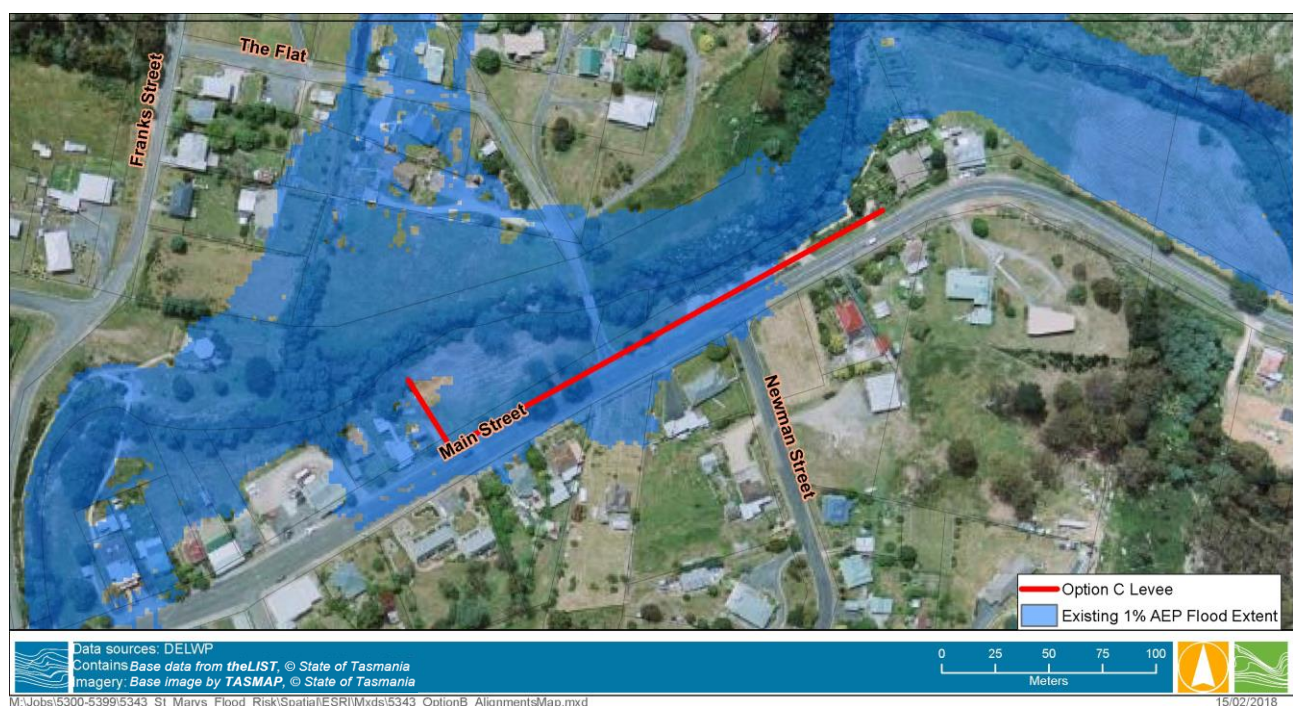 The Flat
Franks Street
Main Street
Newman Street
Option C Levee
Existing 1% AEP Flood Extent
Data sources: DELWP
Contains Base data from theLIST, © State of Tasmania
Imagery: Base image by TASMAP, © State of Tasmania
0 25 50 75 100
Meters
M:\Jobs\5300-5399\5343_St_Marys_Flood_Risk\Spatial\ESRI\Mxds\5343_OptionB_AlignmentsMap.mxd
15/02/2018